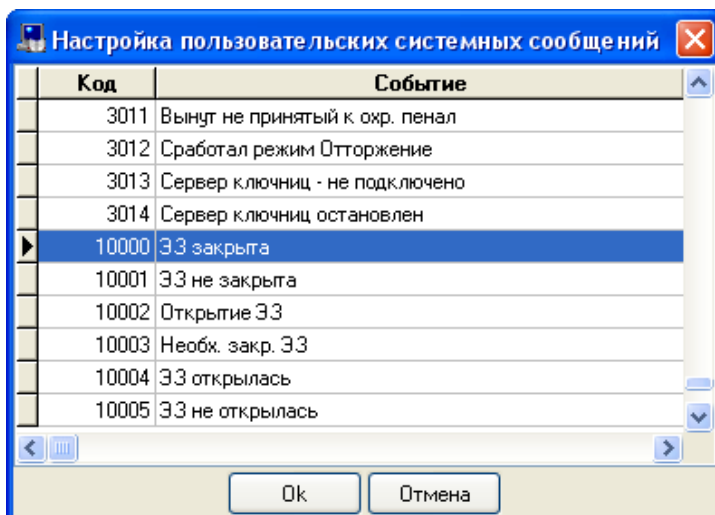 Настройка пользовательских системных сообщений
Код Событие
3011 Вынут не принятый к охр. пенал
3012 Сработал режим Отторжение
3013 Сервер ключниц - не подключено
3014 Сервер ключниц остановлен
10000 ЭЗ закрыта
10001 ЭЗ не закрыта
10002 Открытие ЭЗ
10003 Необх. закр. ЭЗ
10004 ЭЗ открылась
10005 ЭЗ не открылась
Ok Отмена